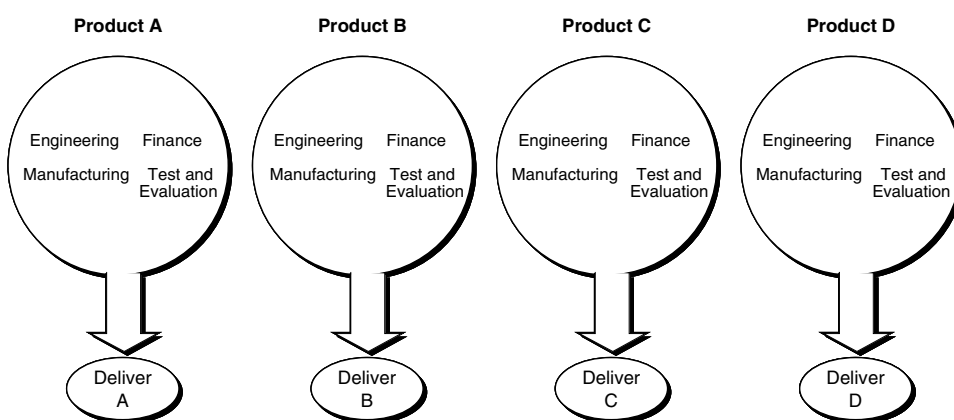 Product A
Product B
Product C
Product D
Engineering Finance
Manufacturing Test and
Evaluation
Engineering Finance
Manufacturing Test and
Evaluation
Engineering Finance
Manufacturing Test and
Evaluation
Engineering Finance
Manufacturing Test and
Evaluation
Deliver
A
Deliver
B
Deliver
C
Deliver
D